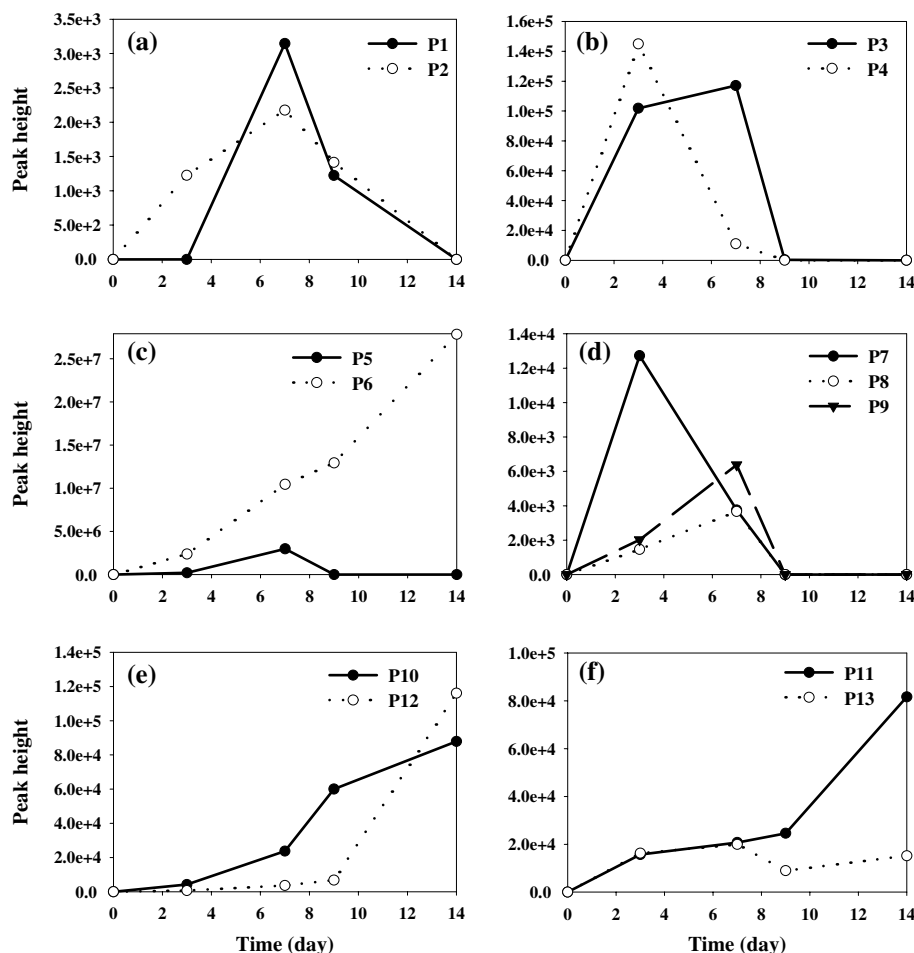 (a)
P1
P2
Peak height
3.5e+3
3.0e+3
2.5e+3
2.0e+3
1.5e+3
1.0e+3
5.0e+2
0.0
0 2 4 6 8 10 12 14
(b)
P3
P4
1.6e+5
1.4e+5
1.2e+5
1.0e+5
8.0e+4
6.0e+4
4.0e+4
2.0e+4
0.0
0 2 4 6 8 10 12 14
(c)
P5
P6
Peak height
2.5e+7
2.0e+7
1.5e+7
1.0e+7
5.0e+6
0.0
0 2 4 6 8 10 12 14
(d)
P7
P8
P9
1.4e+4
1.2e+4
1.0e+4
8.0e+3
6.0e+3
4.0e+3
2.0e+3
0.0
0 2 4 6 8 10 12 14
(e)
P10
P12
Peak height
1.4e+5
1.2e+5
1.0e+5
8.0e+4
6.0e+4
4.0e+4
2.0e+4
0.0
0 2 4 6 8 10 12 14
Time (day)
(f)
P11
P13
1.0e+5
8.0e+4
6.0e+4
4.0e+4
2.0e+4
0.0
0 2 4 6 8 10 12 14
Time (day)